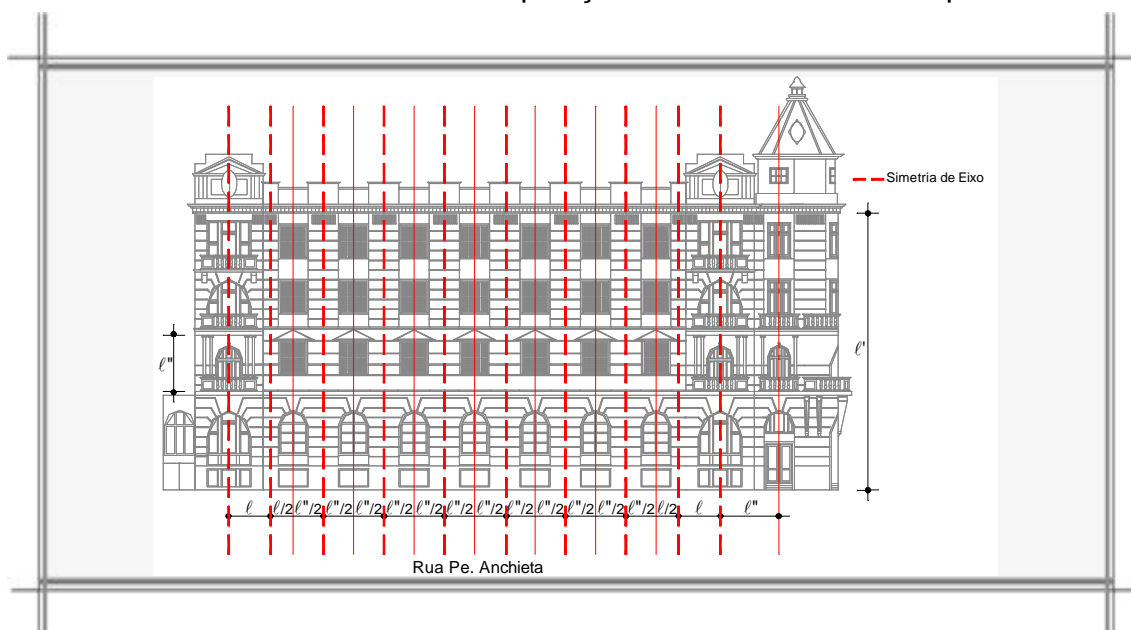 Simetria de Eixo
ℓ'
ℓ"
ℓ ℓ/2 ℓ"/2 ℓ"/2 ℓ"/2 ℓ"/2 ℓ"/2 ℓ"/2 ℓ"/2 ℓ"/2 ℓ"/2 ℓ"/2 ℓ"/2 ℓ"/2 ℓ/2 ℓ ℓ"
Rua Pe. Anchieta